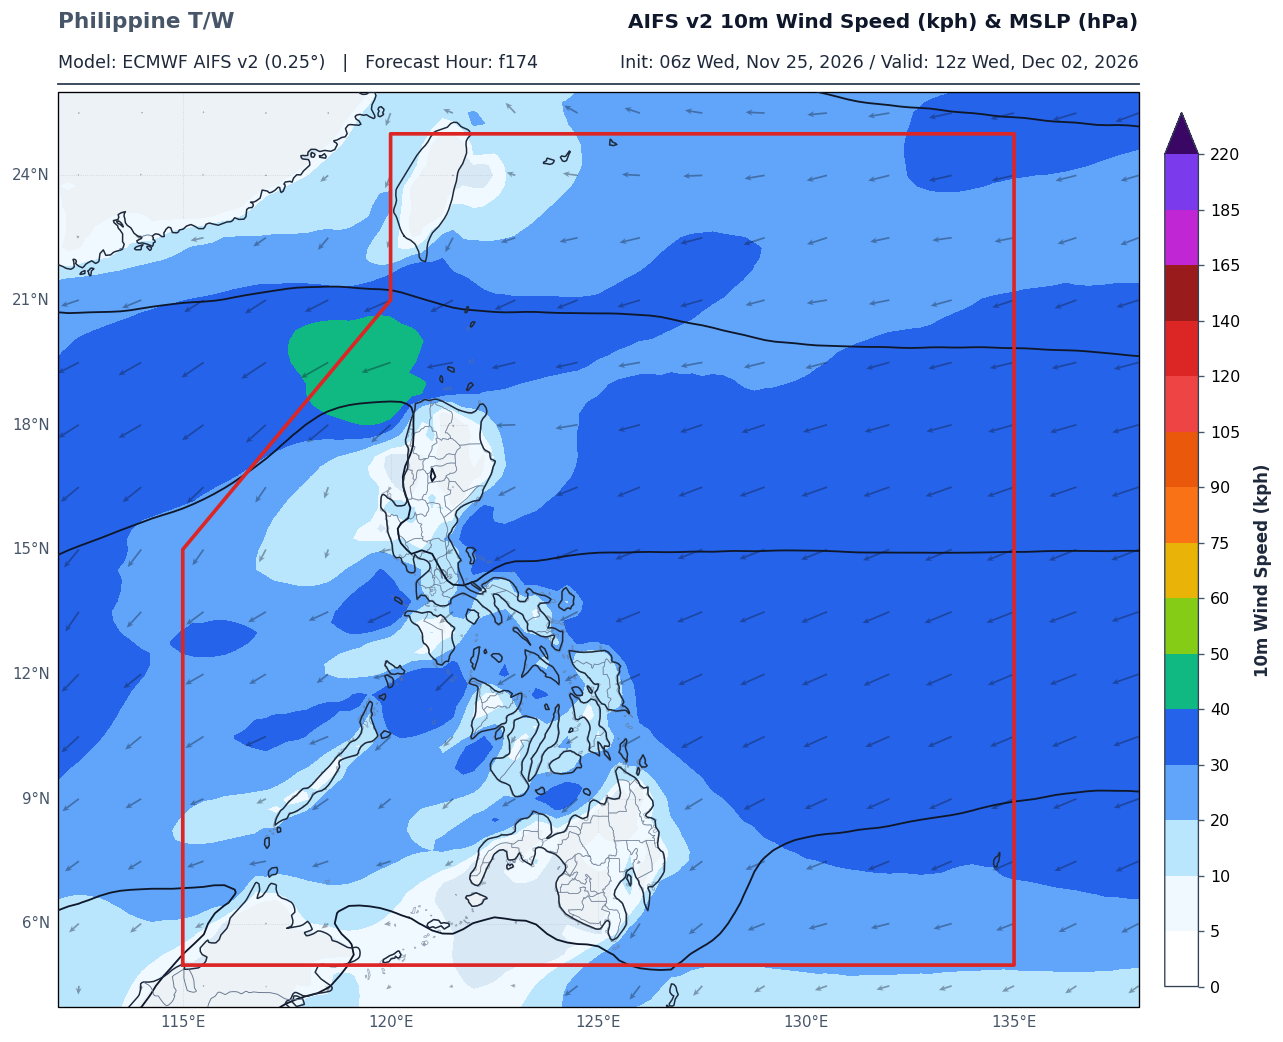 Philippine T/W
AIFS v2 10m Wind Speed (kph) & MSLP (hPa)
Model: ECMWF AIFS v2 (0.25°) | Forecast Hour: f174
Init: 06z Wed, Nov 25, 2026 / Valid: 12z Wed, Dec 02, 2026
24°N
21°N
18°N
15°N
12°N
9°N
6°N
115°E
120°E
125°E
130°E
135°E
220
185
165
140
120
105
90
75
60
50
40
30
20
10
5
0
10m Wind Speed (kph)